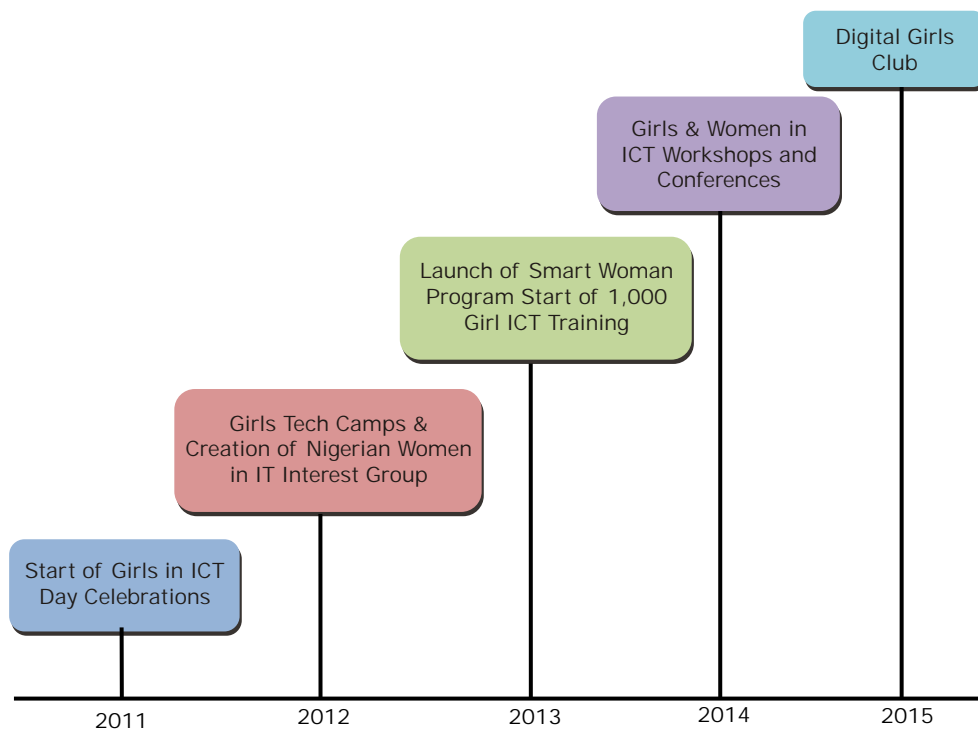 Digital Girls
Club
Girls & Women in
ICT Workshops and
Conferences
Launch of Smart Woman
Program Start of 1,000
Girl ICT Training
Girls Tech Camps &
Creation of Nigerian Women
in IT Interest Group
Start of Girls in ICT
Day Celebrations
2011
2012
2013
2014
2015